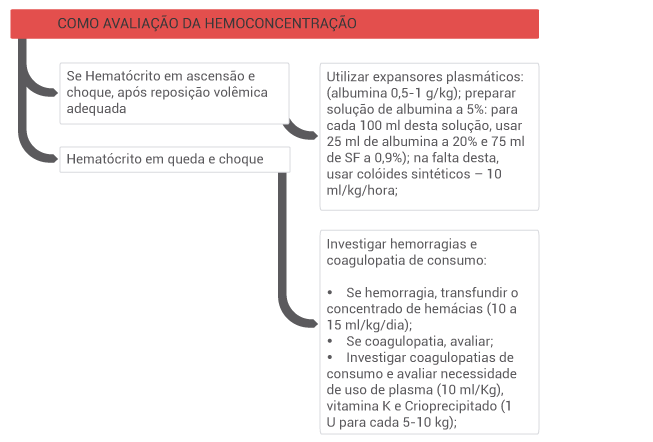 COMO AVALIAÇÃO DA HEMOCONCENTRAÇÃO
Se Hematócrito em ascensão e
choque, após reposição volêmica
adequada
Utilizar expansores plasmáticos:
(albumina 0,5-1 g/kg); preparar
solução de albumina a 5%: para
cada 100 ml desta solução, usar
25 ml de albumina a 20% e 75 ml
de SF a 0,9%); na falta desta,
usar colóides sintéticos – 10
ml/kg/hora;
Hematócrito em queda e choque
Investigar hemorragias e
coagulopatia de consumo:
• Se hemorragia, transfundir o
concentrado de hemácias (10 a
15 ml/kg/dia);
• Se coagulopatia, avaliar;
• Investigar coagulopatias de
consumo e avaliar necessidade
de uso de plasma (10 ml/Kg),
vitamina K e Crioprecipitado (1
U para cada 5-10 kg);